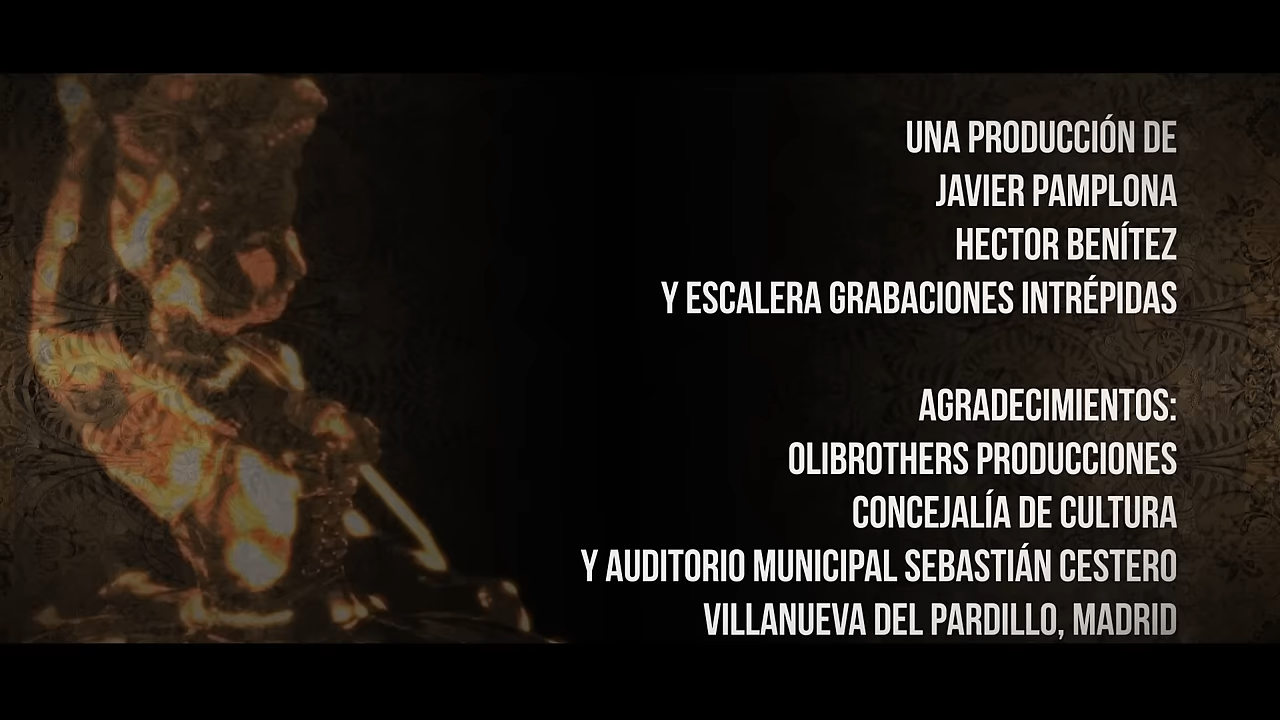 UNA PRODUCCIÓN DE
JAVIER PAMPLONA
HECTOR BENÍTEZ
Y ESCALERA GRABACIONES INTRÉPIDAS
AGRADECIMIENTOS:
OLIBROTHERS PRODUCCIONES
CONCEJALÍA DE CULTURA
Y AUDITORIO MUNICIPAL SEBASTIÁN CESTERO
VILLANUEVA DEL PARDILLO, MADRID